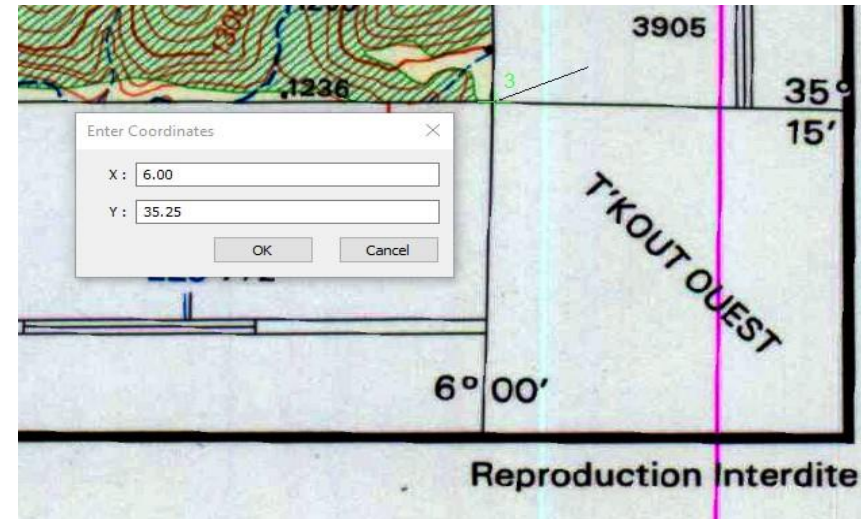 1300
3905
3
.1236
35°
15'
Enter Coordinates
X : 6.00
Y : 35.25
OK Cancel
T'KOUT OUEST
6° 00'
Reproduction Interdite